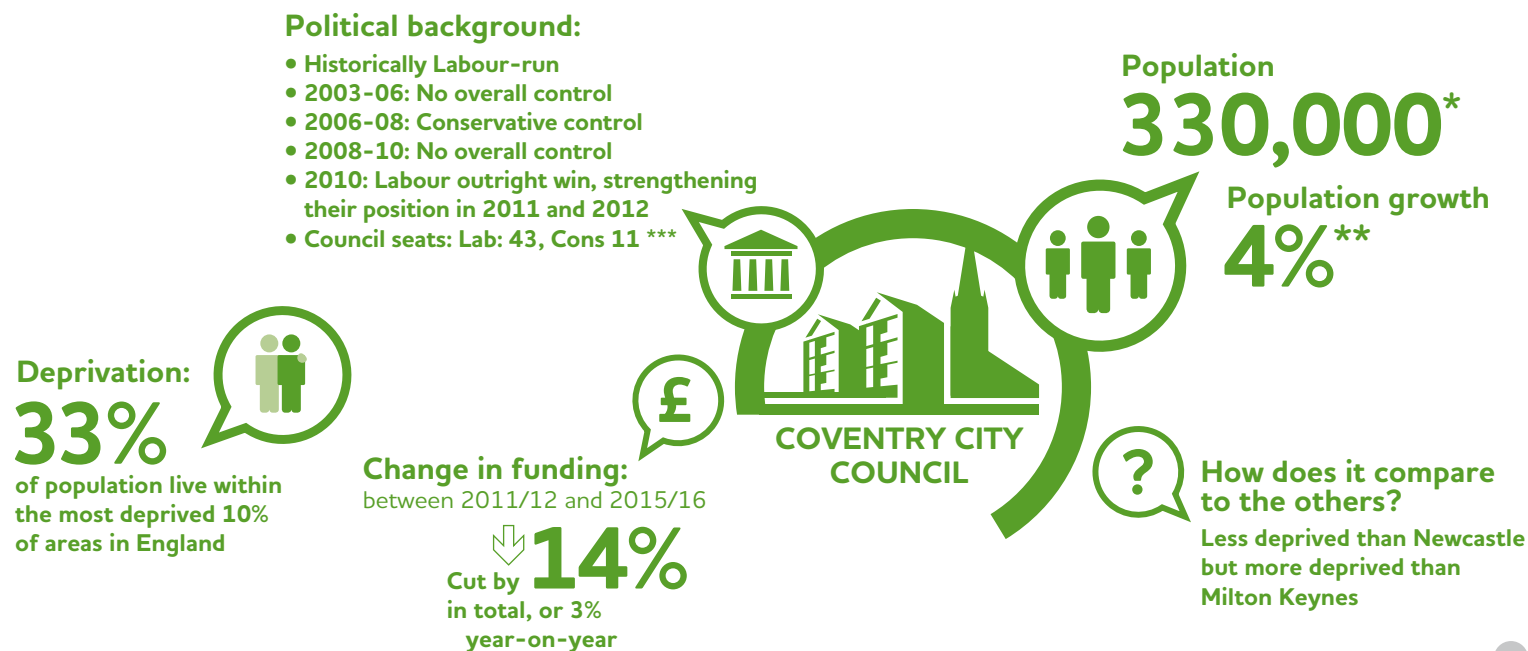 Political background:
• Historically Labour-run
• 2003-06: No overall control
• 2006-08: Conservative control
• 2008-10: No overall control
• 2010: Labour outright win, strengthening
their position in 2011 and 2012
• Council seats: Lab: 43, Cons 11 ***
Population
330,000*
Population growth
4%**
Deprivation:
33%
of population live within
the most deprived 10%
of areas in England
£
Change in funding:
between 2011/12 and 2015/16
Cut by 14%
in total, or 3%
year-on-year
COVENTRY CITY
COUNCIL
?
How does it compare
to the others?
Less deprived than Newcastle
but more deprived than
Milton Keynes